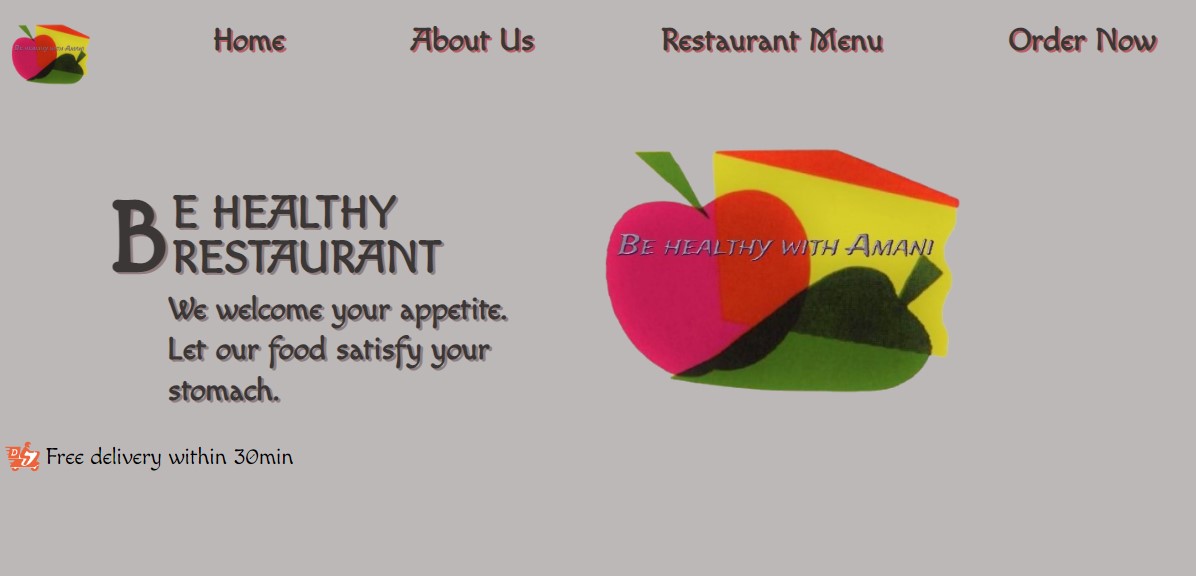 Be healthy with Amani
Home
About Us
Restaurant Menu
Order Now
BE HEALTHY
RESTAURANT
We welcome your appetite.
Let our food satisfy your
stomach.
Be healthy with Amani
Free delivery within 30min